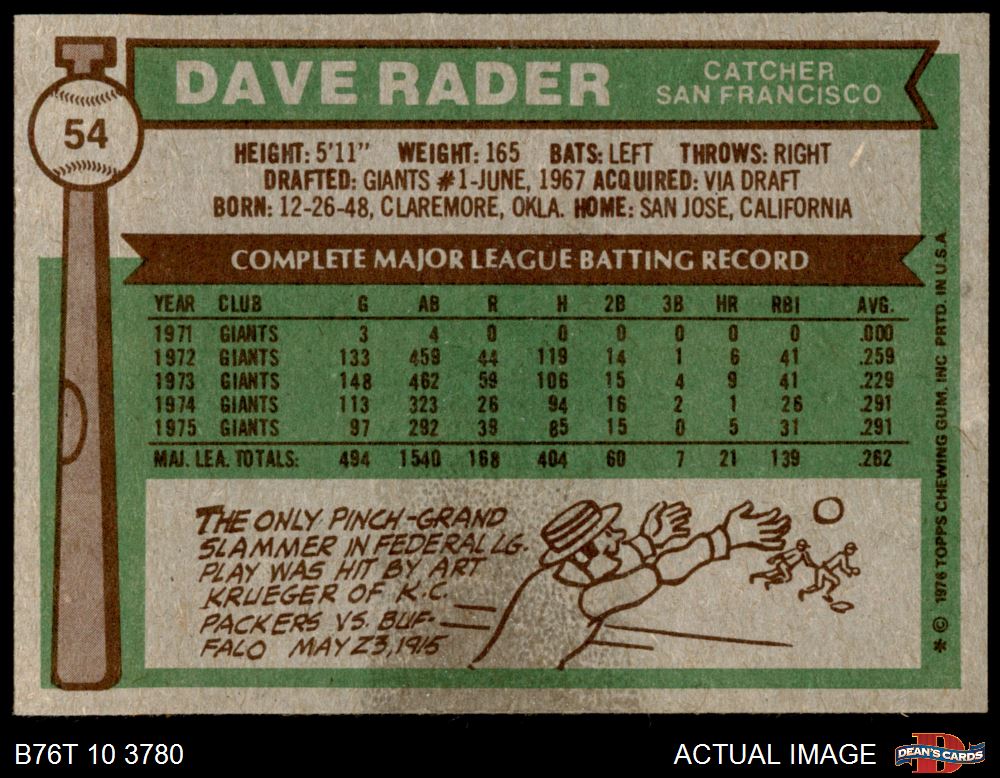 54
DAVE RADER
CATCHER
SAN FRANCISCO
HEIGHT: 5'11" WEIGHT: 165 BATS: LEFT THROWS: RIGHT
DRAFTED: GIANTS #1-JUNE, 1967 ACQUIRED: VIA DRAFT
BORN: 12-26-48, CLAREMORE, OKLA. HOME: SAN JOSE, CALIFORNIA
COMPLETE MAJOR LEAGUE BATTING RECORD
YEAR CLUB G AB R H 2B 3B HR RBI AVG.
1971 GIANTS 3 4 0 0 0 0 0 0 .000
1972 GIANTS 133 459 44 119 14 1 6 41 .259
1973 GIANTS 148 462 59 106 15 4 9 41 .229
1974 GIANTS 113 323 26 94 16 2 1 26 .291
1975 GIANTS 97 292 39 85 15 0 5 31 .291
MAJ. LEA. TOTALS: 494 1540 168 404 60 7 21 139 .262
THE ONLY PINCH-GRAND
SLAMMER IN FEDERAL LG.
PLAY WAS HIT BY ART
KRUEGER OF K.C.
PACKERS VS. BUF-
FALO MAY 23, 1915
* © 1976 TOPPS CHEWING GUM, INC. PRTD. IN U.S.A.
B76T 10 3780
ACTUAL IMAGE
DEAN'S CARDS